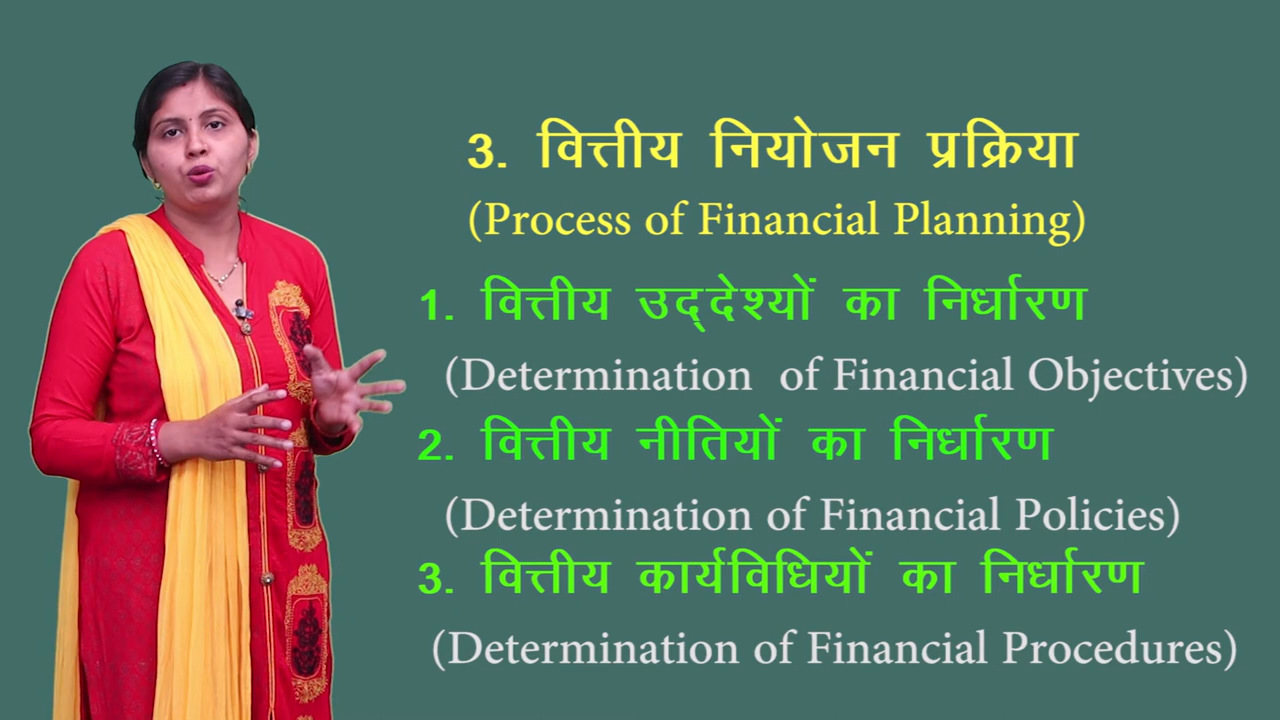 3. वित्तीय नियोजन प्रक्रिया
(Process of Financial Planning)
1. वित्तीय उद्‌देश्यों का निर्धारण
(Determination of Financial Objectives)
2. वित्तीय नीतियों का निर्धारण
(Determination of Financial Policies)
3. वित्तीय कार्यविधियों का निर्धारण
(Determination of Financial Procedures)